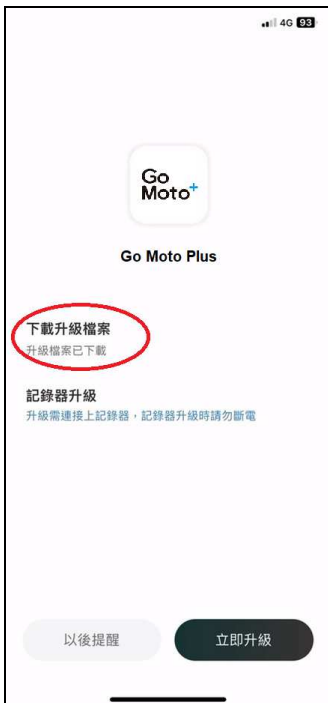 4G 93
Go
Moto+
Go Moto Plus
下載升級檔案
升級檔案已下載
記錄器升級
升級需連接上記錄器，記錄器升級時請勿斷電
以後提醒 立即升級